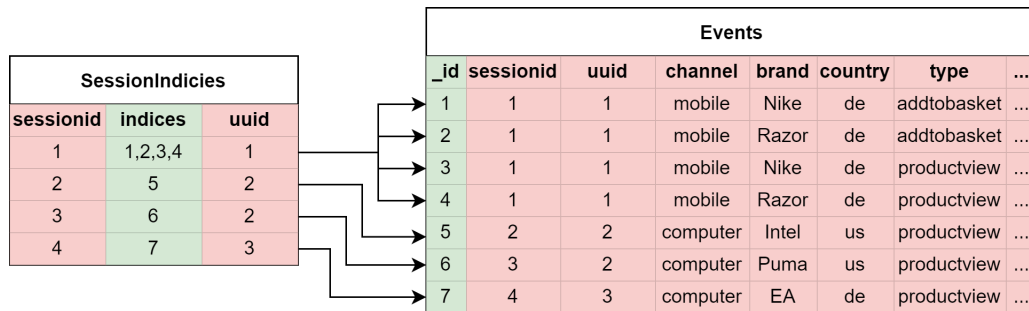 SessionIndicies
sessionid indices uuid
1 1,2,3,4 1
2 5 2
3 6 2
4 7 3
Events
_id sessionid uuid channel brand country type ...
1 1 1 mobile Nike de addtobasket ...
2 1 1 mobile Razor de addtobasket ...
3 1 1 mobile Nike de productview ...
4 1 1 mobile Razor de productview ...
5 2 2 computer Intel us productview ...
6 3 2 computer Puma us productview ...
7 4 3 computer EA de productview ...